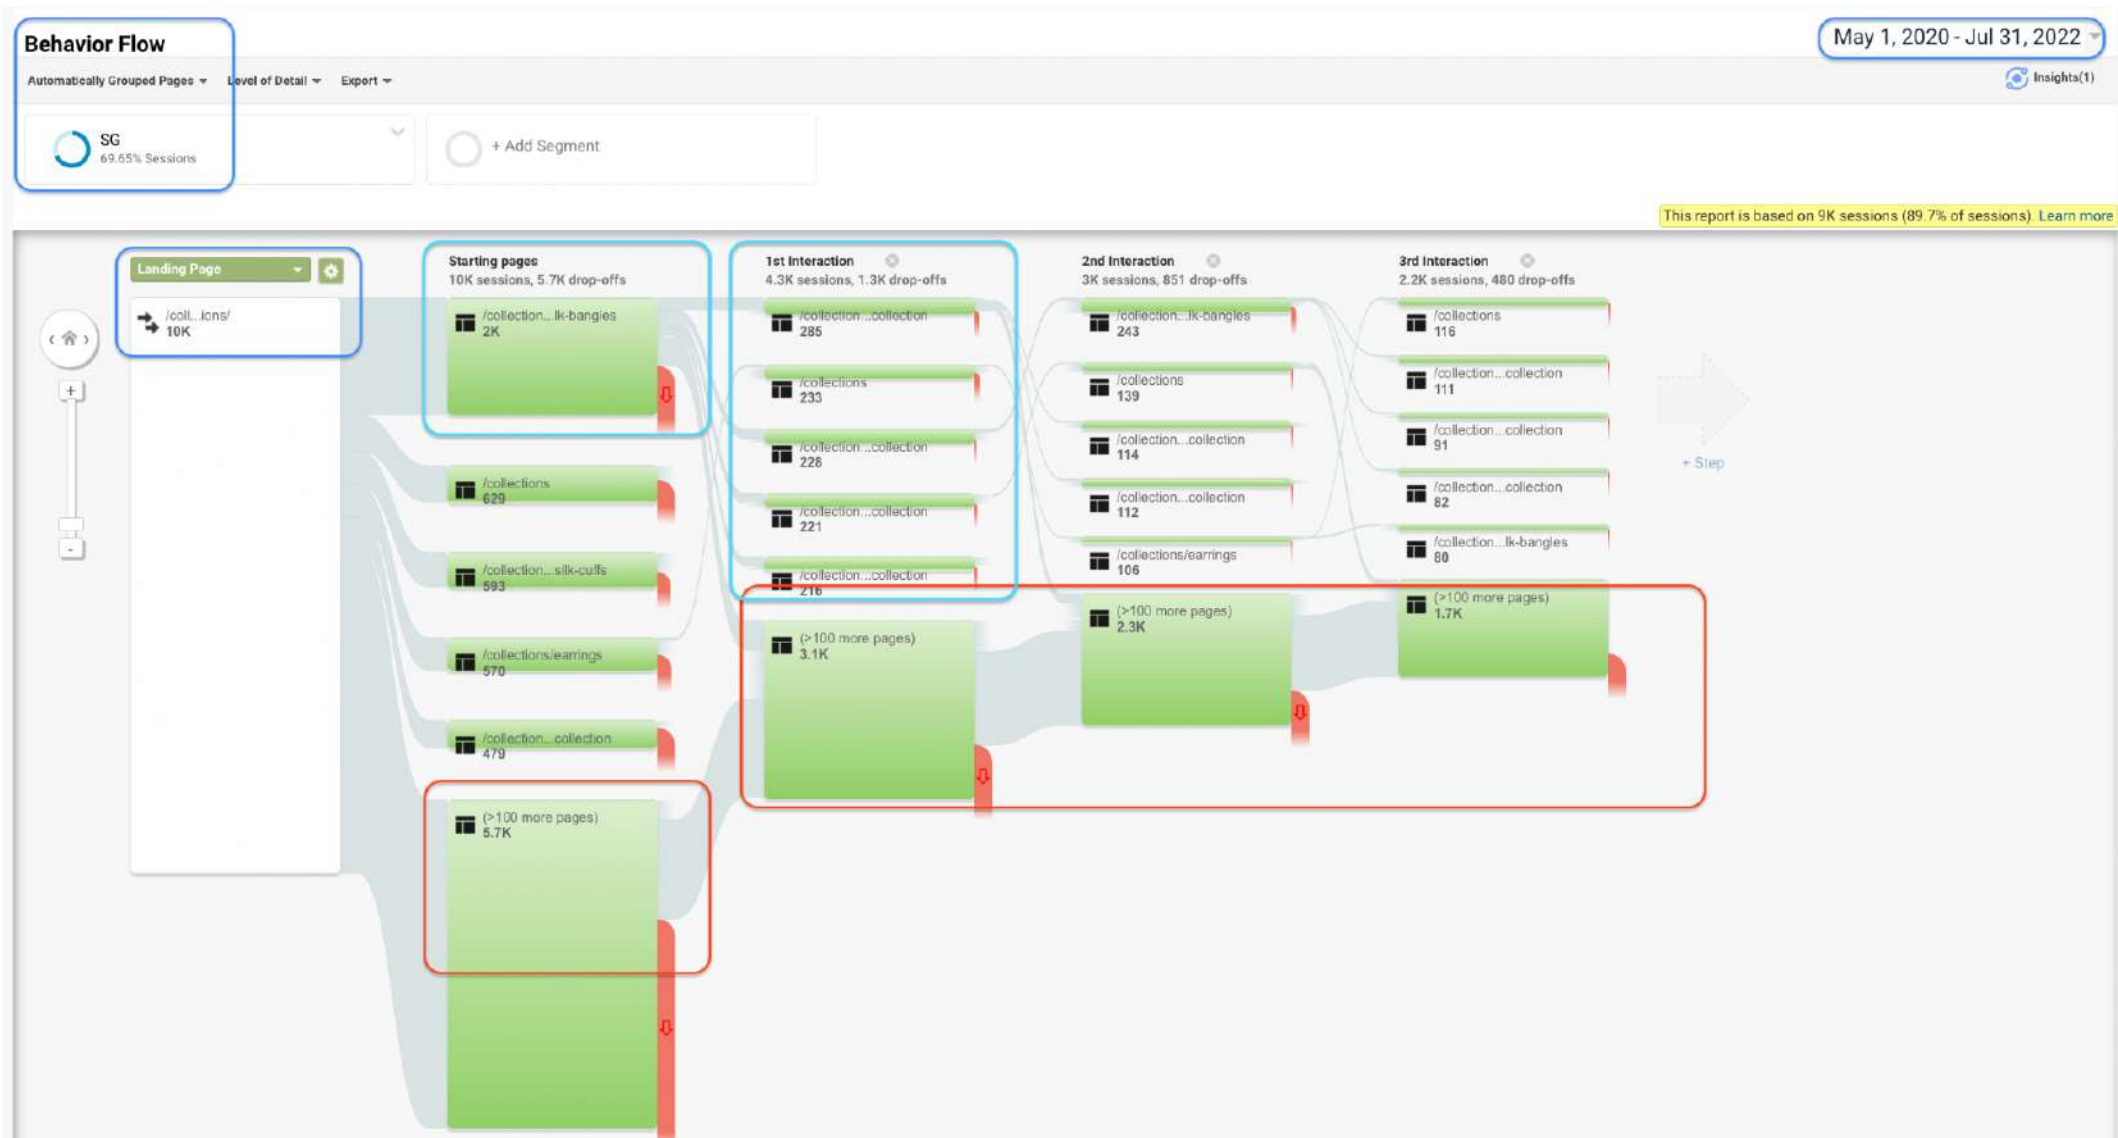 Behavior Flow
May 1, 2020 - Jul 31, 2022
Automatically Grouped Pages
Level of Detail
Export
Insights(1)
SG
69.65% Sessions
+ Add Segment
This report is based on 9K sessions (89.7% of sessions). Learn more
Landing Page
/coll...ions/
10K
Starting pages
10K sessions, 5.7K drop-offs
/collection...lk-bangles
2K
/collections
629
/collection...silk-cuffs
593
/collections/earrings
570
/collection...collection
479
(>100 more pages)
5.7K
1st Interaction
4.3K sessions, 1.3K drop-offs
/collection...collection
285
/collections
233
/collection...collection
228
/collection...collection
221
/collection...collection
216
(>100 more pages)
3.1K
2nd Interaction
3K sessions, 851 drop-offs
/collection...lk-bangles
243
/collections
139
/collection...collection
114
/collection...collection
112
/collections/earrings
106
(>100 more pages)
2.3K
3rd Interaction
2.2K sessions, 480 drop-offs
/collections
116
/collection...collection
111
/collection...collection
91
/collection...collection
82
/collection...lk-bangles
80
(>100 more pages)
1.7K
+ Step
+
-